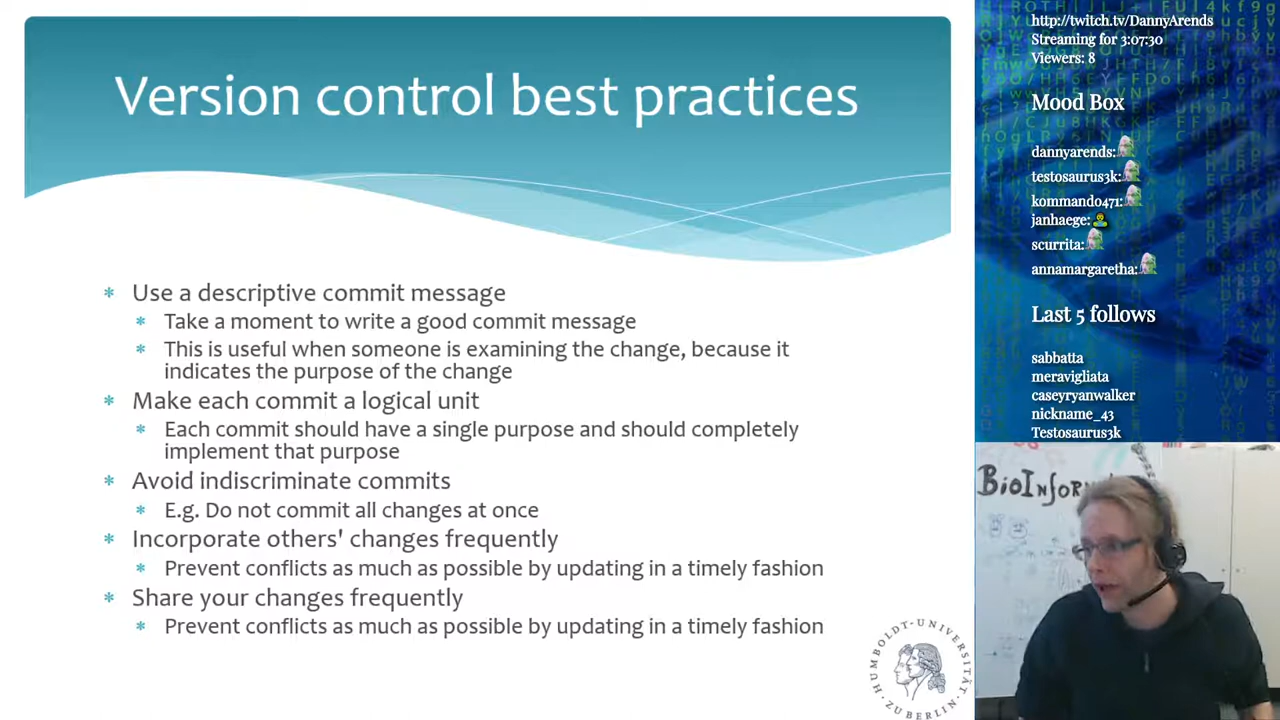 Version control best practices
* Use a descriptive commit message
* Take a moment to write a good commit message
* This is useful when someone is examining the change, because it
indicates the purpose of the change
* Make each commit a logical unit
* Each commit should have a single purpose and should completely
implement that purpose
* Avoid indiscriminate commits
* E.g. Do not commit all changes at once
* Incorporate others' changes frequently
* Prevent conflicts as much as possible by updating in a timely fashion
* Share your changes frequently
* Prevent conflicts as much as possible by updating in a timely fashion
HUMBOLDT-UNIVERSITÄT
ZU BERLIN
http://twitch.tv/DannyArends
Streaming for 3:07:30
Viewers: 8
Mood Box
dannyarends:
testosaurus3k:
kommando471:
janhaege:
scurrita:
annamargaretha:
Last 5 follows
sabbatta
meravigliata
caseyryanwalker
nickname_43
Testosaurus3k